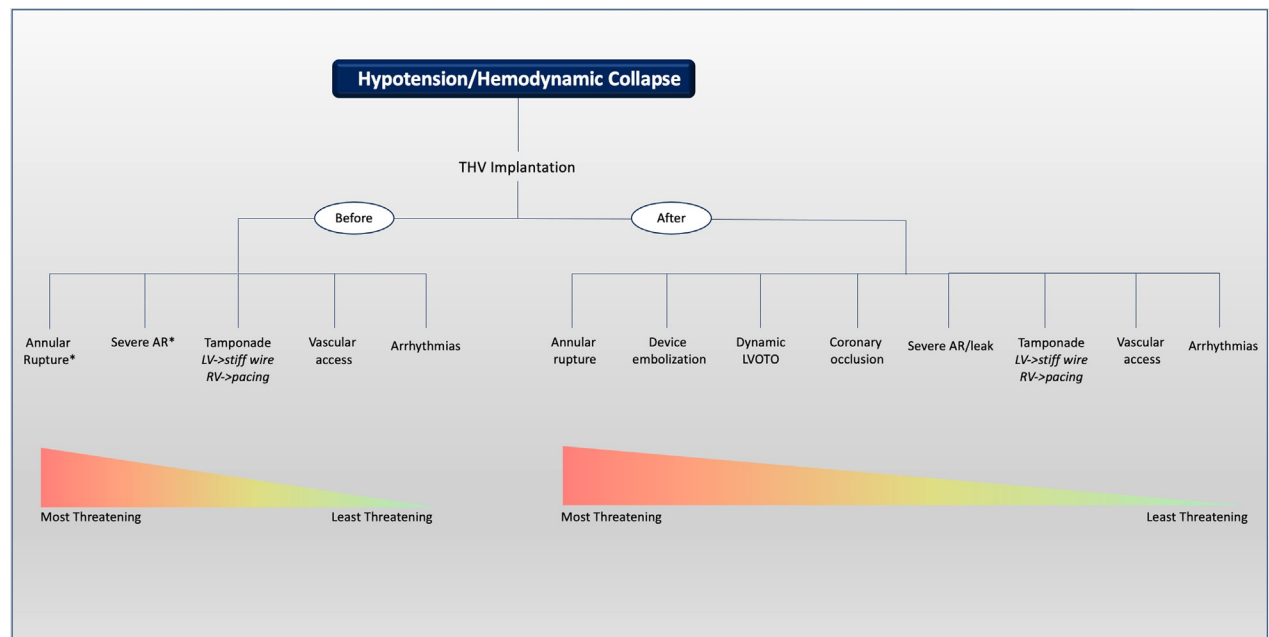 Hypotension/Hemodynamic Collapse
THV Implantation
Before
After
Annular
Rupture*
Severe AR*
Tamponade
LV->stiff wire
RV->pacing
Vascular
access
Arrhythmias
Annular
rupture
Device
embolization
Dynamic
LVOTO
Coronary
occlusion
Severe AR/leak
Tamponade
LV->stiff wire
RV->pacing
Vascular
access
Arrhythmias
Most Threatening
Least Threatening
Most Threatening
Least Threatening